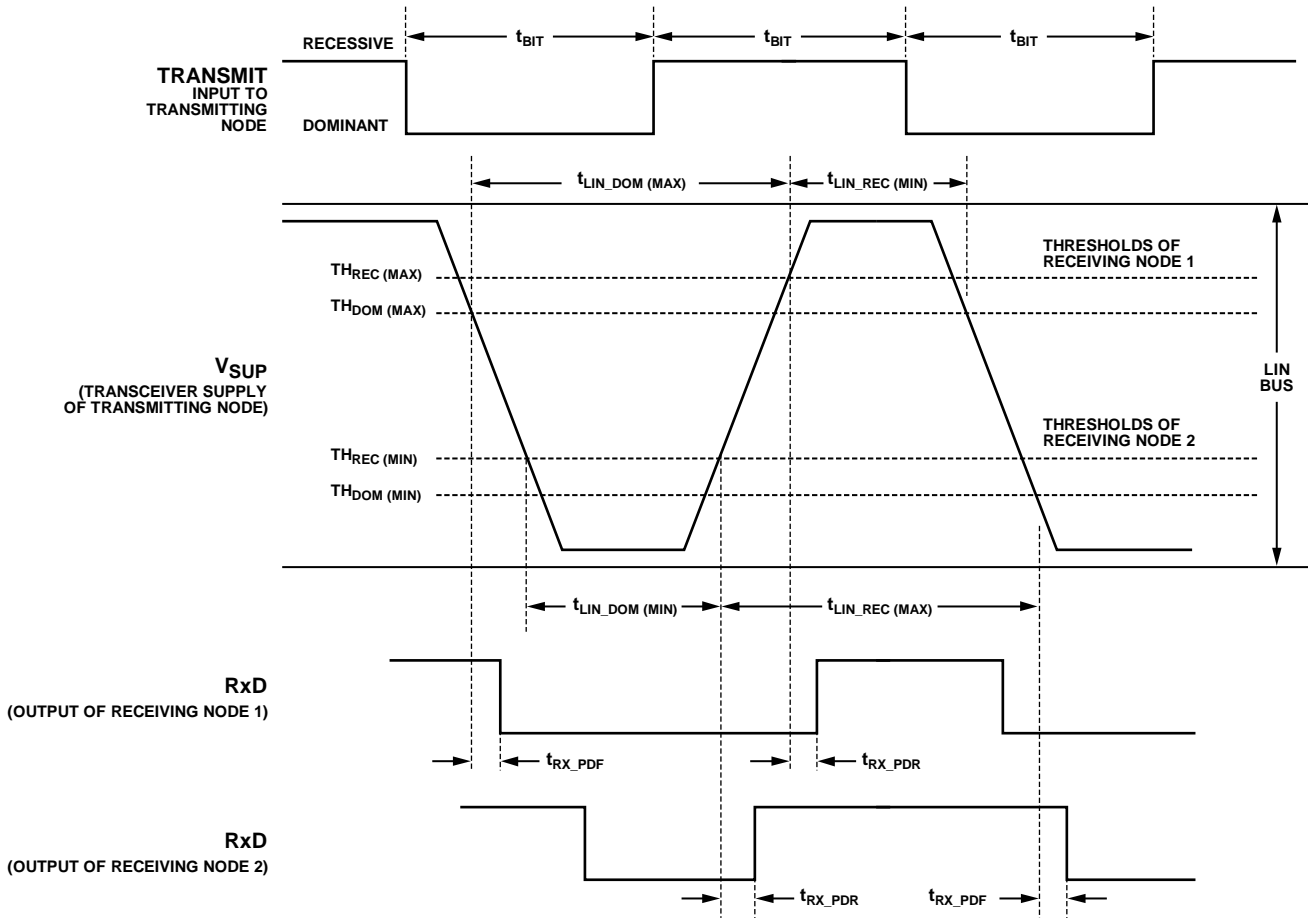 RECESSIVE
tBIT
tBIT
tBIT
TRANSMIT
INPUT TO
TRANSMITTING
NODE
DOMINANT
tLIN_DOM (MAX)
tLIN_REC (MIN)
THRESHOLDS OF
RECEIVING NODE 1
THREC (MAX)
THDOM (MAX)
VSUP
(TRANSCEIVER SUPPLY
OF TRANSMITTING NODE)
LIN
BUS
THRESHOLDS OF
RECEIVING NODE 2
THREC (MIN)
THDOM (MIN)
tLIN_DOM (MIN)
tLIN_REC (MAX)
RxD
(OUTPUT OF RECEIVING NODE 1)
tRX_PDF
tRX_PDR
RxD
(OUTPUT OF RECEIVING NODE 2)
tRX_PDR
tRX_PDF